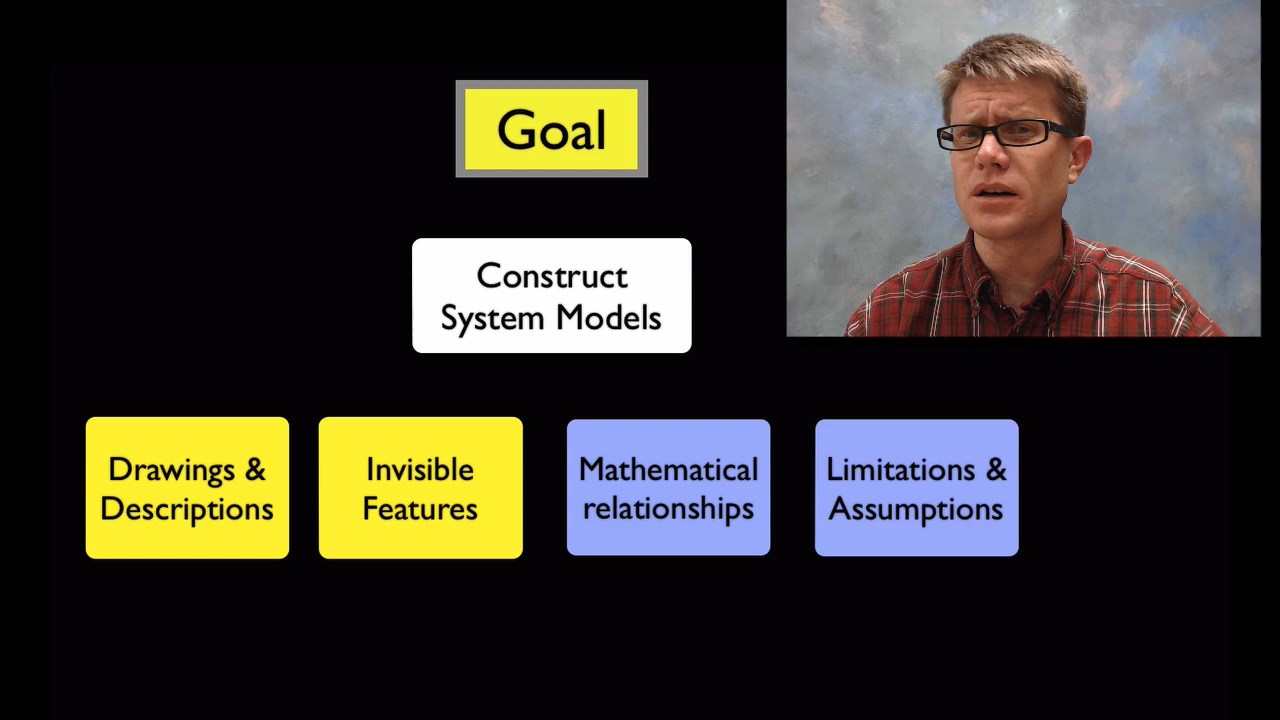 Goal
Construct
System Models
Drawings &
Descriptions
Invisible
Features
Mathematical
relationships
Limitations &
Assumptions